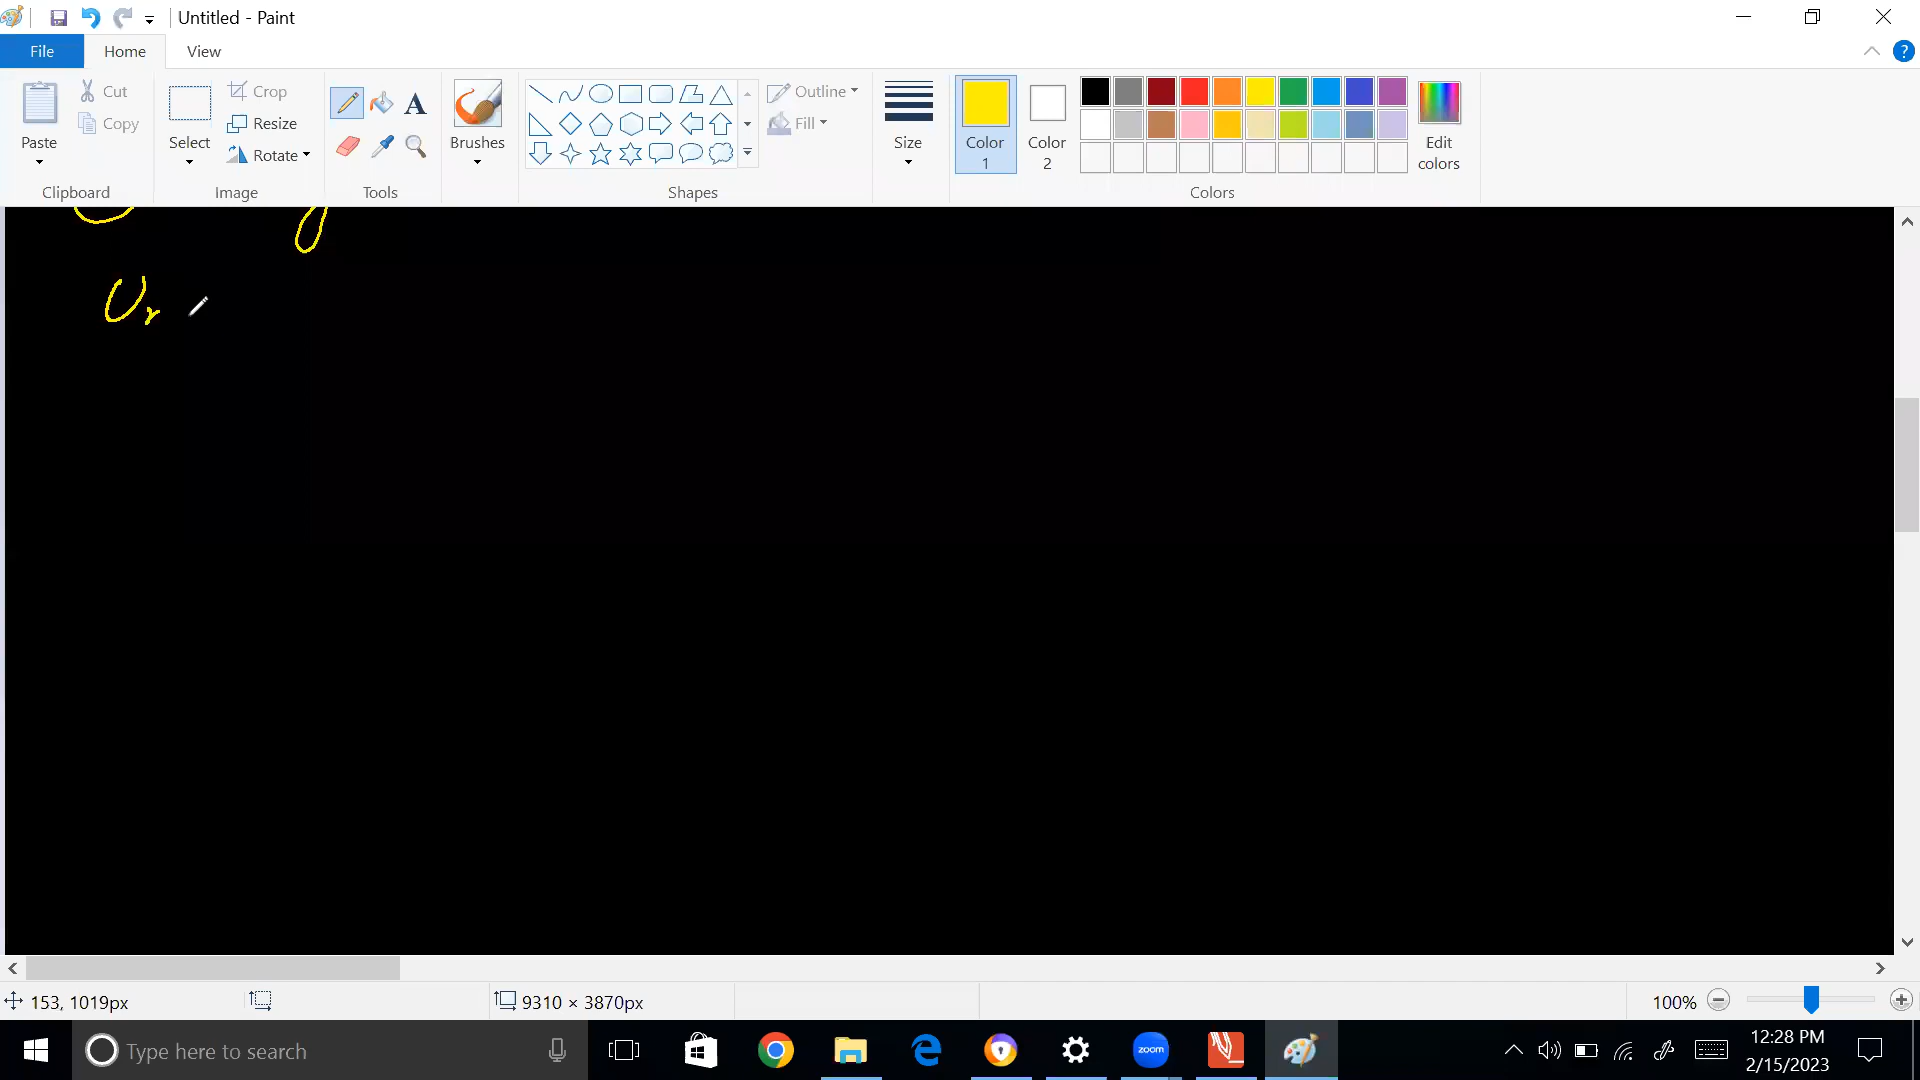 Untitled - Paint
File Home View
Paste
Cut
Copy
Clipboard
Select
Crop
Resize
Rotate
Image
A
Tools
Brushes
Shapes
Outline
Fill
Size
Color 1
Color 2
Edit colors
Colors
?
Ur
153, 1019px
9310 × 3870px
100%
Type here to search
zoom
12:28 PM
2/15/2023